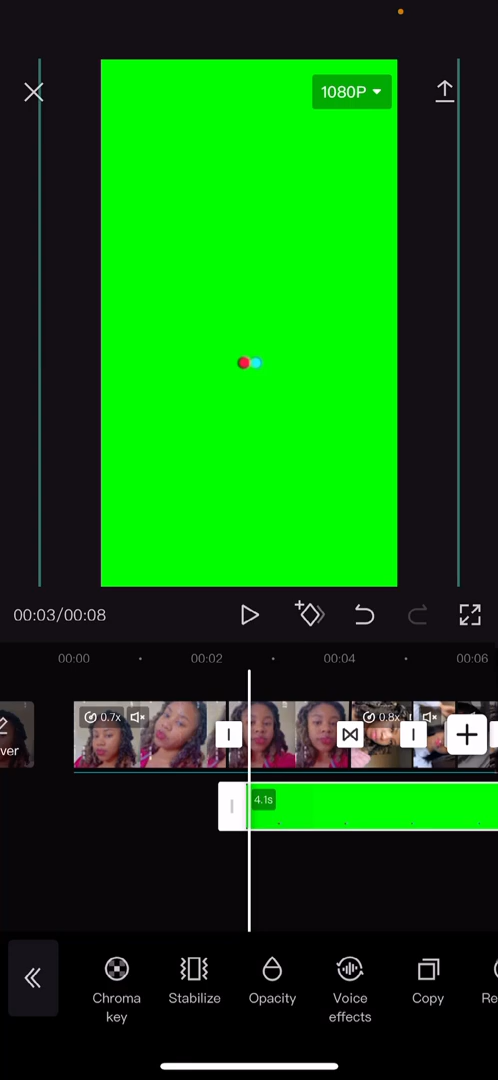 1080P
00:03/00:08
00:00
00:02
00:04
00:06
0.7x
0.8x
ver
4.1s
Chroma
key
Stabilize
Opacity
Voice
effects
Copy
Re